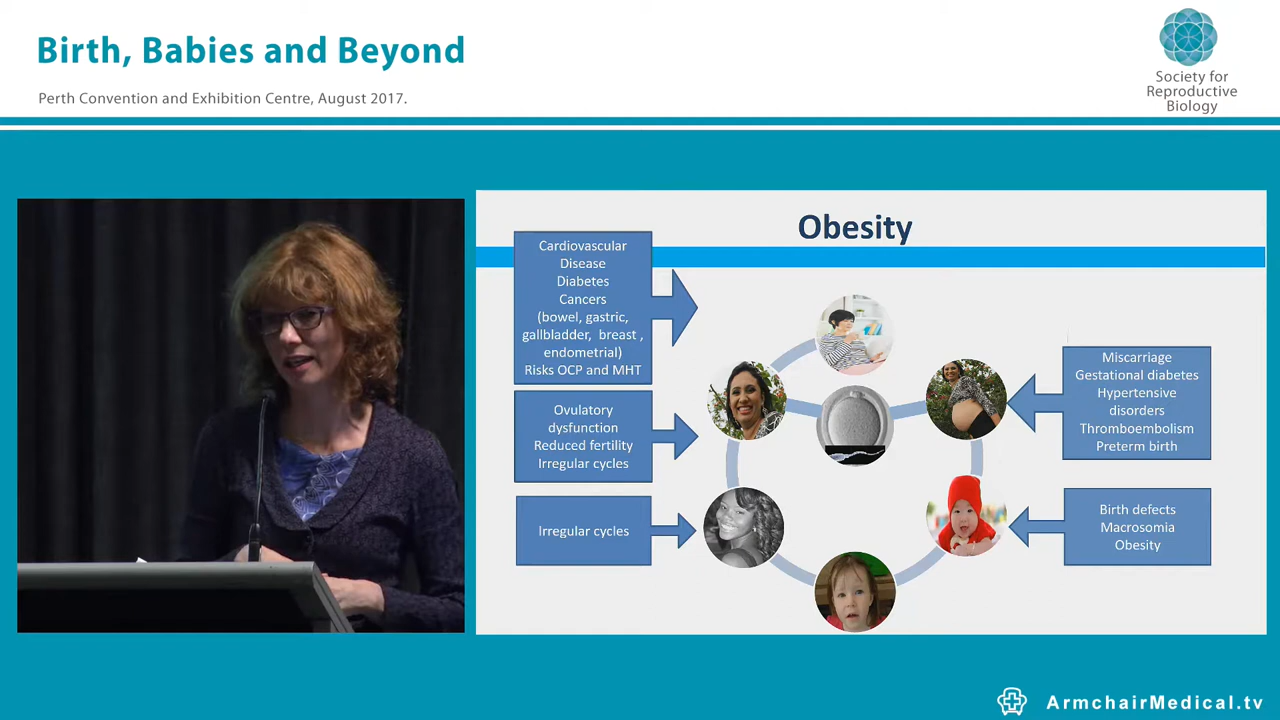 Birth, Babies and Beyond
Perth Convention and Exhibition Centre, August 2017.
Society for
Reproductive
Biology
Obesity
Cardiovascular
Disease
Diabetes
Cancers
(bowel, gastric,
gallbladder, breast ,
endometrial)
Risks OCP and MHT
Ovulatory
dysfunction
Reduced fertility
Irregular cycles
Irregular cycles
Miscarriage
Gestational diabetes
Hypertensive
disorders
Thromboembolism
Preterm birth
Birth defects
Macrosomia
Obesity
ArmchairMedical.tv